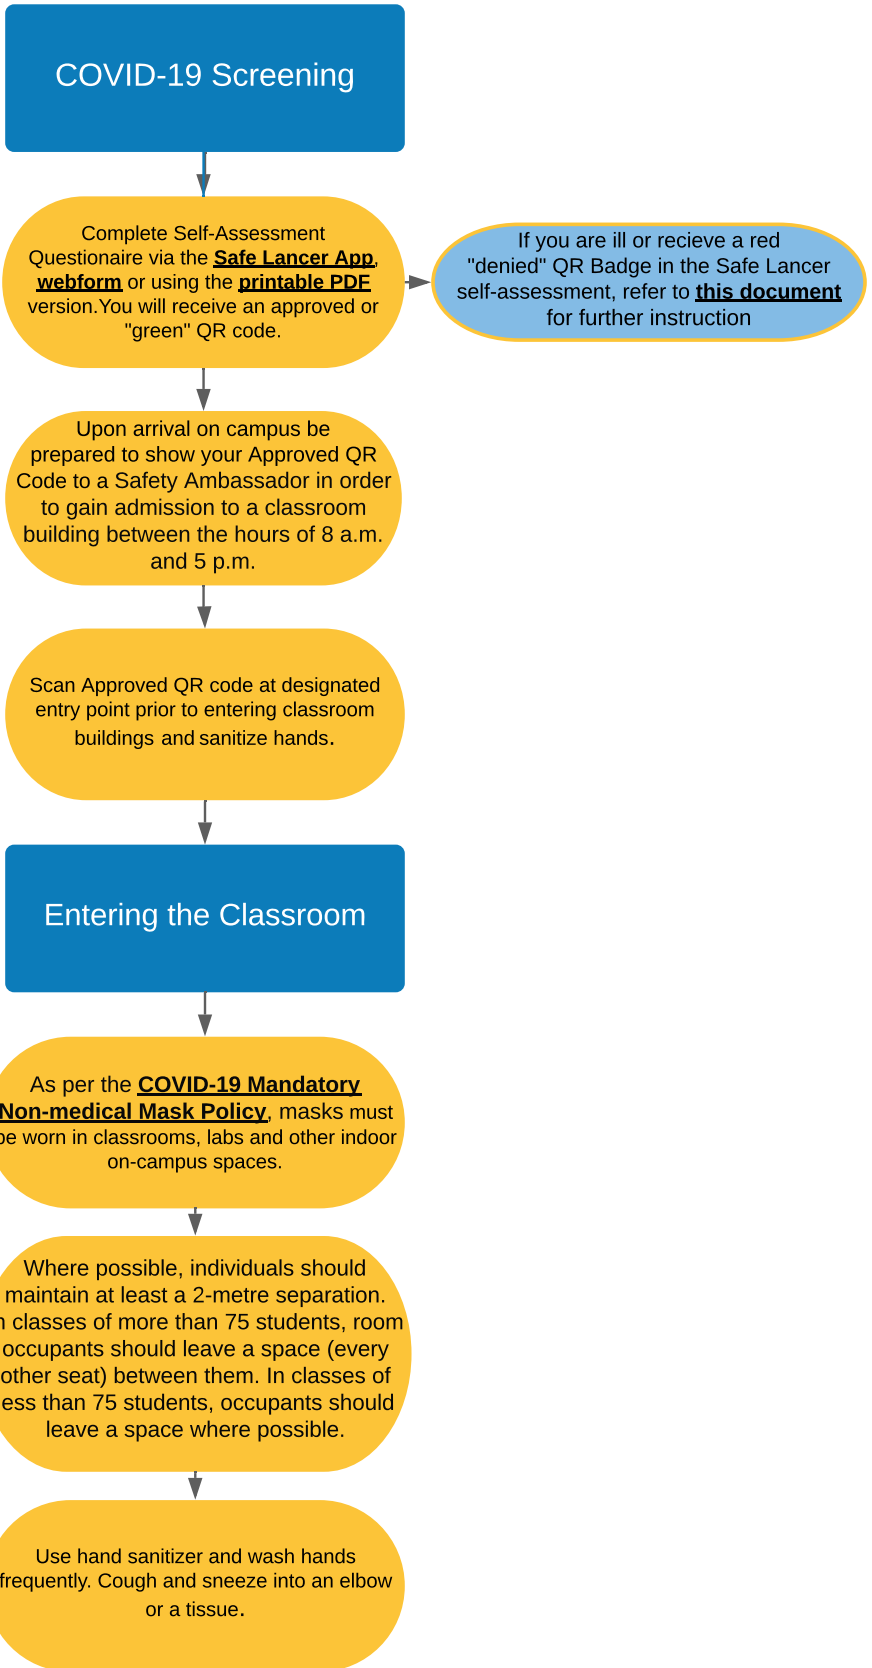 COVID-19 Screening
Complete Self-Assessment
Questionaire via the Safe Lancer App,
webform or using the printable PDF
version.You will receive an approved or
"green" QR code.
If you are ill or recieve a red
"denied" QR Badge in the Safe Lancer
self-assessment, refer to this document
for further instruction
Upon arrival on campus be
prepared to show your Approved QR
Code to a Safety Ambassador in order
to gain admission to a classroom
building between the hours of 8 a.m.
and 5 p.m.
Scan Approved QR code at designated
entry point prior to entering classroom
buildings and sanitize hands.
Entering the Classroom
As per the COVID-19 Mandatory
Non-medical Mask Policy, masks must
be worn in classrooms, labs and other indoor
on-campus spaces.
Where possible, individuals should
maintain at least a 2-metre separation.
n classes of more than 75 students, room
occupants should leave a space (every
other seat) between them. In classes of
ess than 75 students, occupants should
leave a space where possible.
Use hand sanitizer and wash hands
frequently. Cough and sneeze into an elbow
or a tissue.